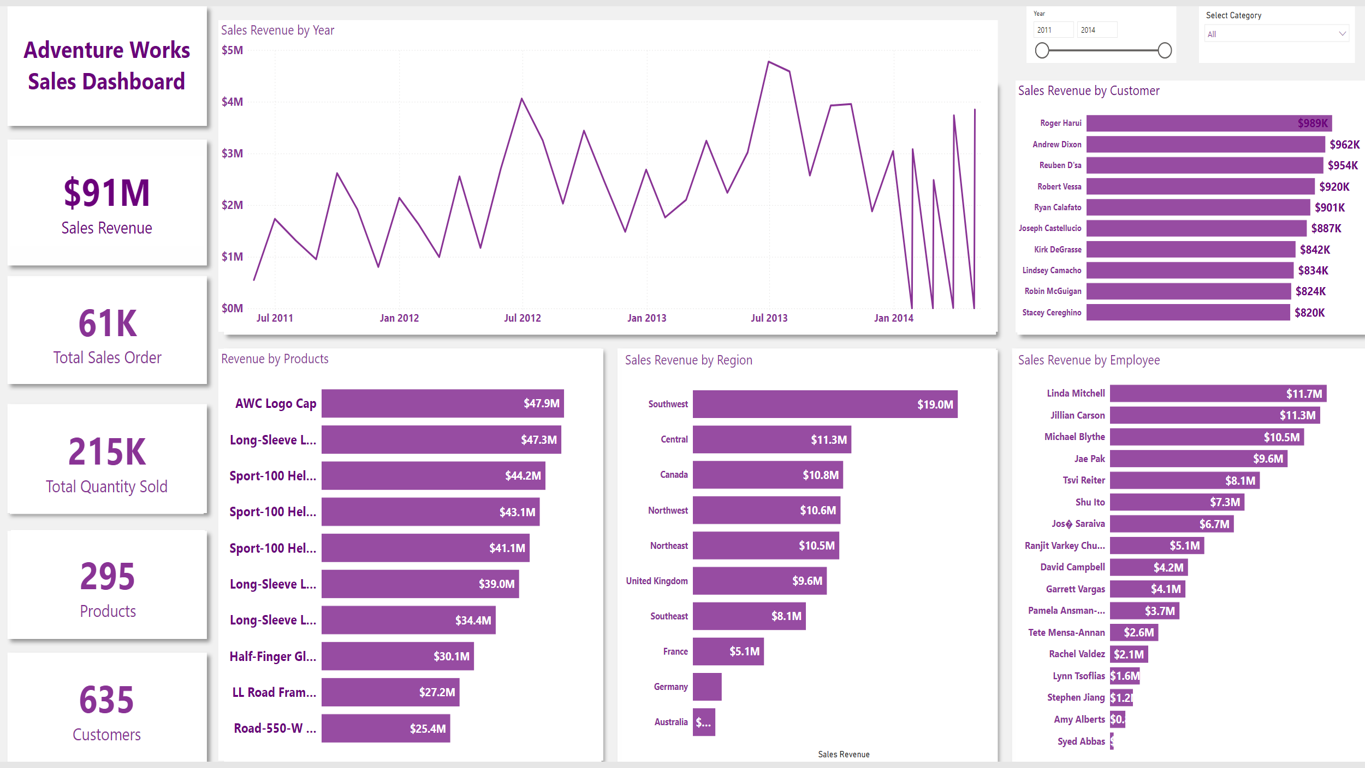 Adventure Works
Sales Dashboard
$91M
Sales Revenue
61K
Total Sales Order
215K
Total Quantity Sold
295
Products
635
Customers
Sales Revenue by Year
$5M
$4M
$3M
$2M
$1M
$0M
Jul 2011 Jan 2012 Jul 2012 Jan 2013 Jul 2013 Jan 2014
Year
2011 2014
Select Category
All
Sales Revenue by Customer
Roger Harui $989K
Andrew Dixon $962K
Reuben D'sa $954K
Robert Vessa $920K
Ryan Calafato $901K
Joseph Castellucio $887K
Kirk DeGrasse $842K
Lindsey Camacho $834K
Robin McGuigan $824K
Stacey Cereghino $820K
Revenue by Products
AWC Logo Cap $47.9M
Long-Sleeve L... $47.3M
Sport-100 Hel... $44.2M
Sport-100 Hel... $43.1M
Sport-100 Hel... $41.1M
Long-Sleeve L... $39.0M
Long-Sleeve L... $34.4M
Half-Finger Gl... $30.1M
LL Road Fram... $27.2M
Road-550-W ... $25.4M
Sales Revenue by Region
Southwest $19.0M
Central $11.3M
Canada $10.8M
Northwest $10.6M
Northeast $10.5M
United Kingdom $9.6M
Southeast $8.1M
France $5.1M
Germany
Australia $...
Sales Revenue
Sales Revenue by Employee
Linda Mitchell $11.7M
Jillian Carson $11.3M
Michael Blythe $10.5M
Jae Pak $9.6M
Tsvi Reiter $8.1M
Shu Ito $7.3M
Jos� Saraiva $6.7M
Ranjit Varkey Chu... $5.1M
David Campbell $4.2M
Garrett Vargas $4.1M
Pamela Ansman-... $3.7M
Tete Mensa-Annan $2.6M
Rachel Valdez $2.1M
Lynn Tsoflias $1.6M
Stephen Jiang $1.2
Amy Alberts $0.
Syed Abbas